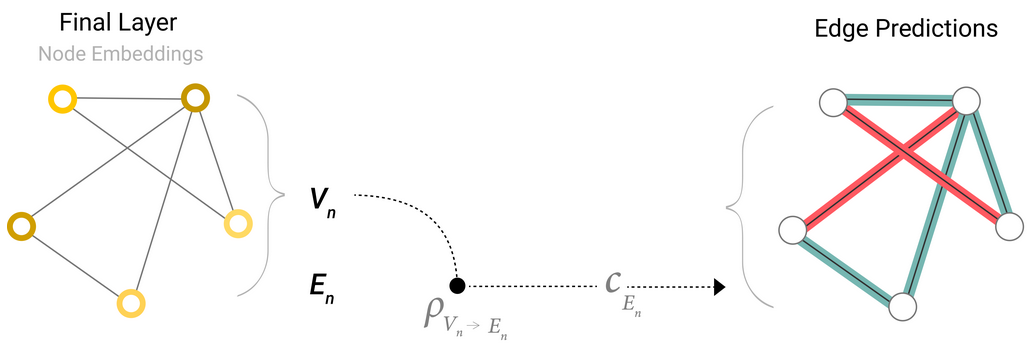 Final Layer
Node Embeddings
Edge Predictions
Vn
En
ρVn→ En
cEn